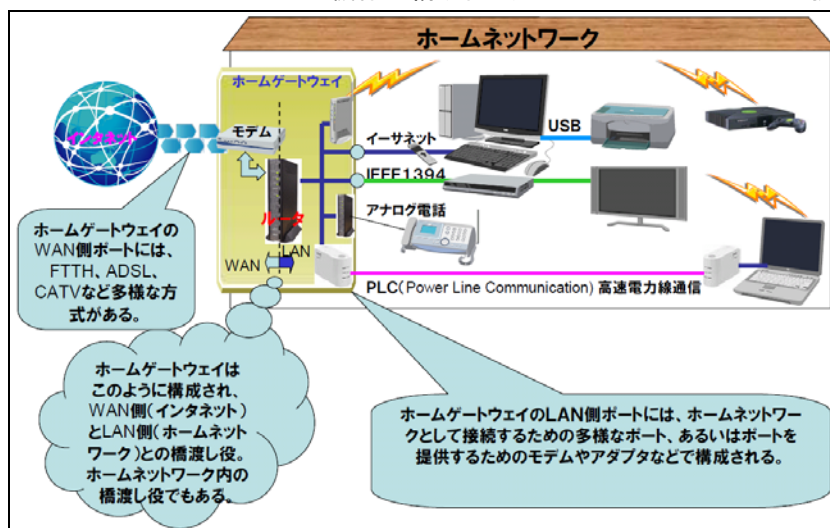 ホームネットワーク
ホームゲートウェイ
インタネット
モデム
イーサネット
USB
IEEE1394
ルータ
アナログ電話
WAN
LAN
PLC(Power Line Communication) 高速電力線通信
ホームゲートウェイの
WAN側ポートには、
FTTH、ADSL、
CATVなど多様な方
式がある。
ホームゲートウェイは
このように構成され、
WAN側(インタネット)
とLAN側(ホームネット
ワーク)との橋渡し役。
ホームネットワーク内の
橋渡し役でもある。
ホームゲートウェイのLAN側ポートには、ホームネットワー
クとして接続するための多様なポート、あるいはポートを
提供するためのモデムやアダプタなどで構成される。